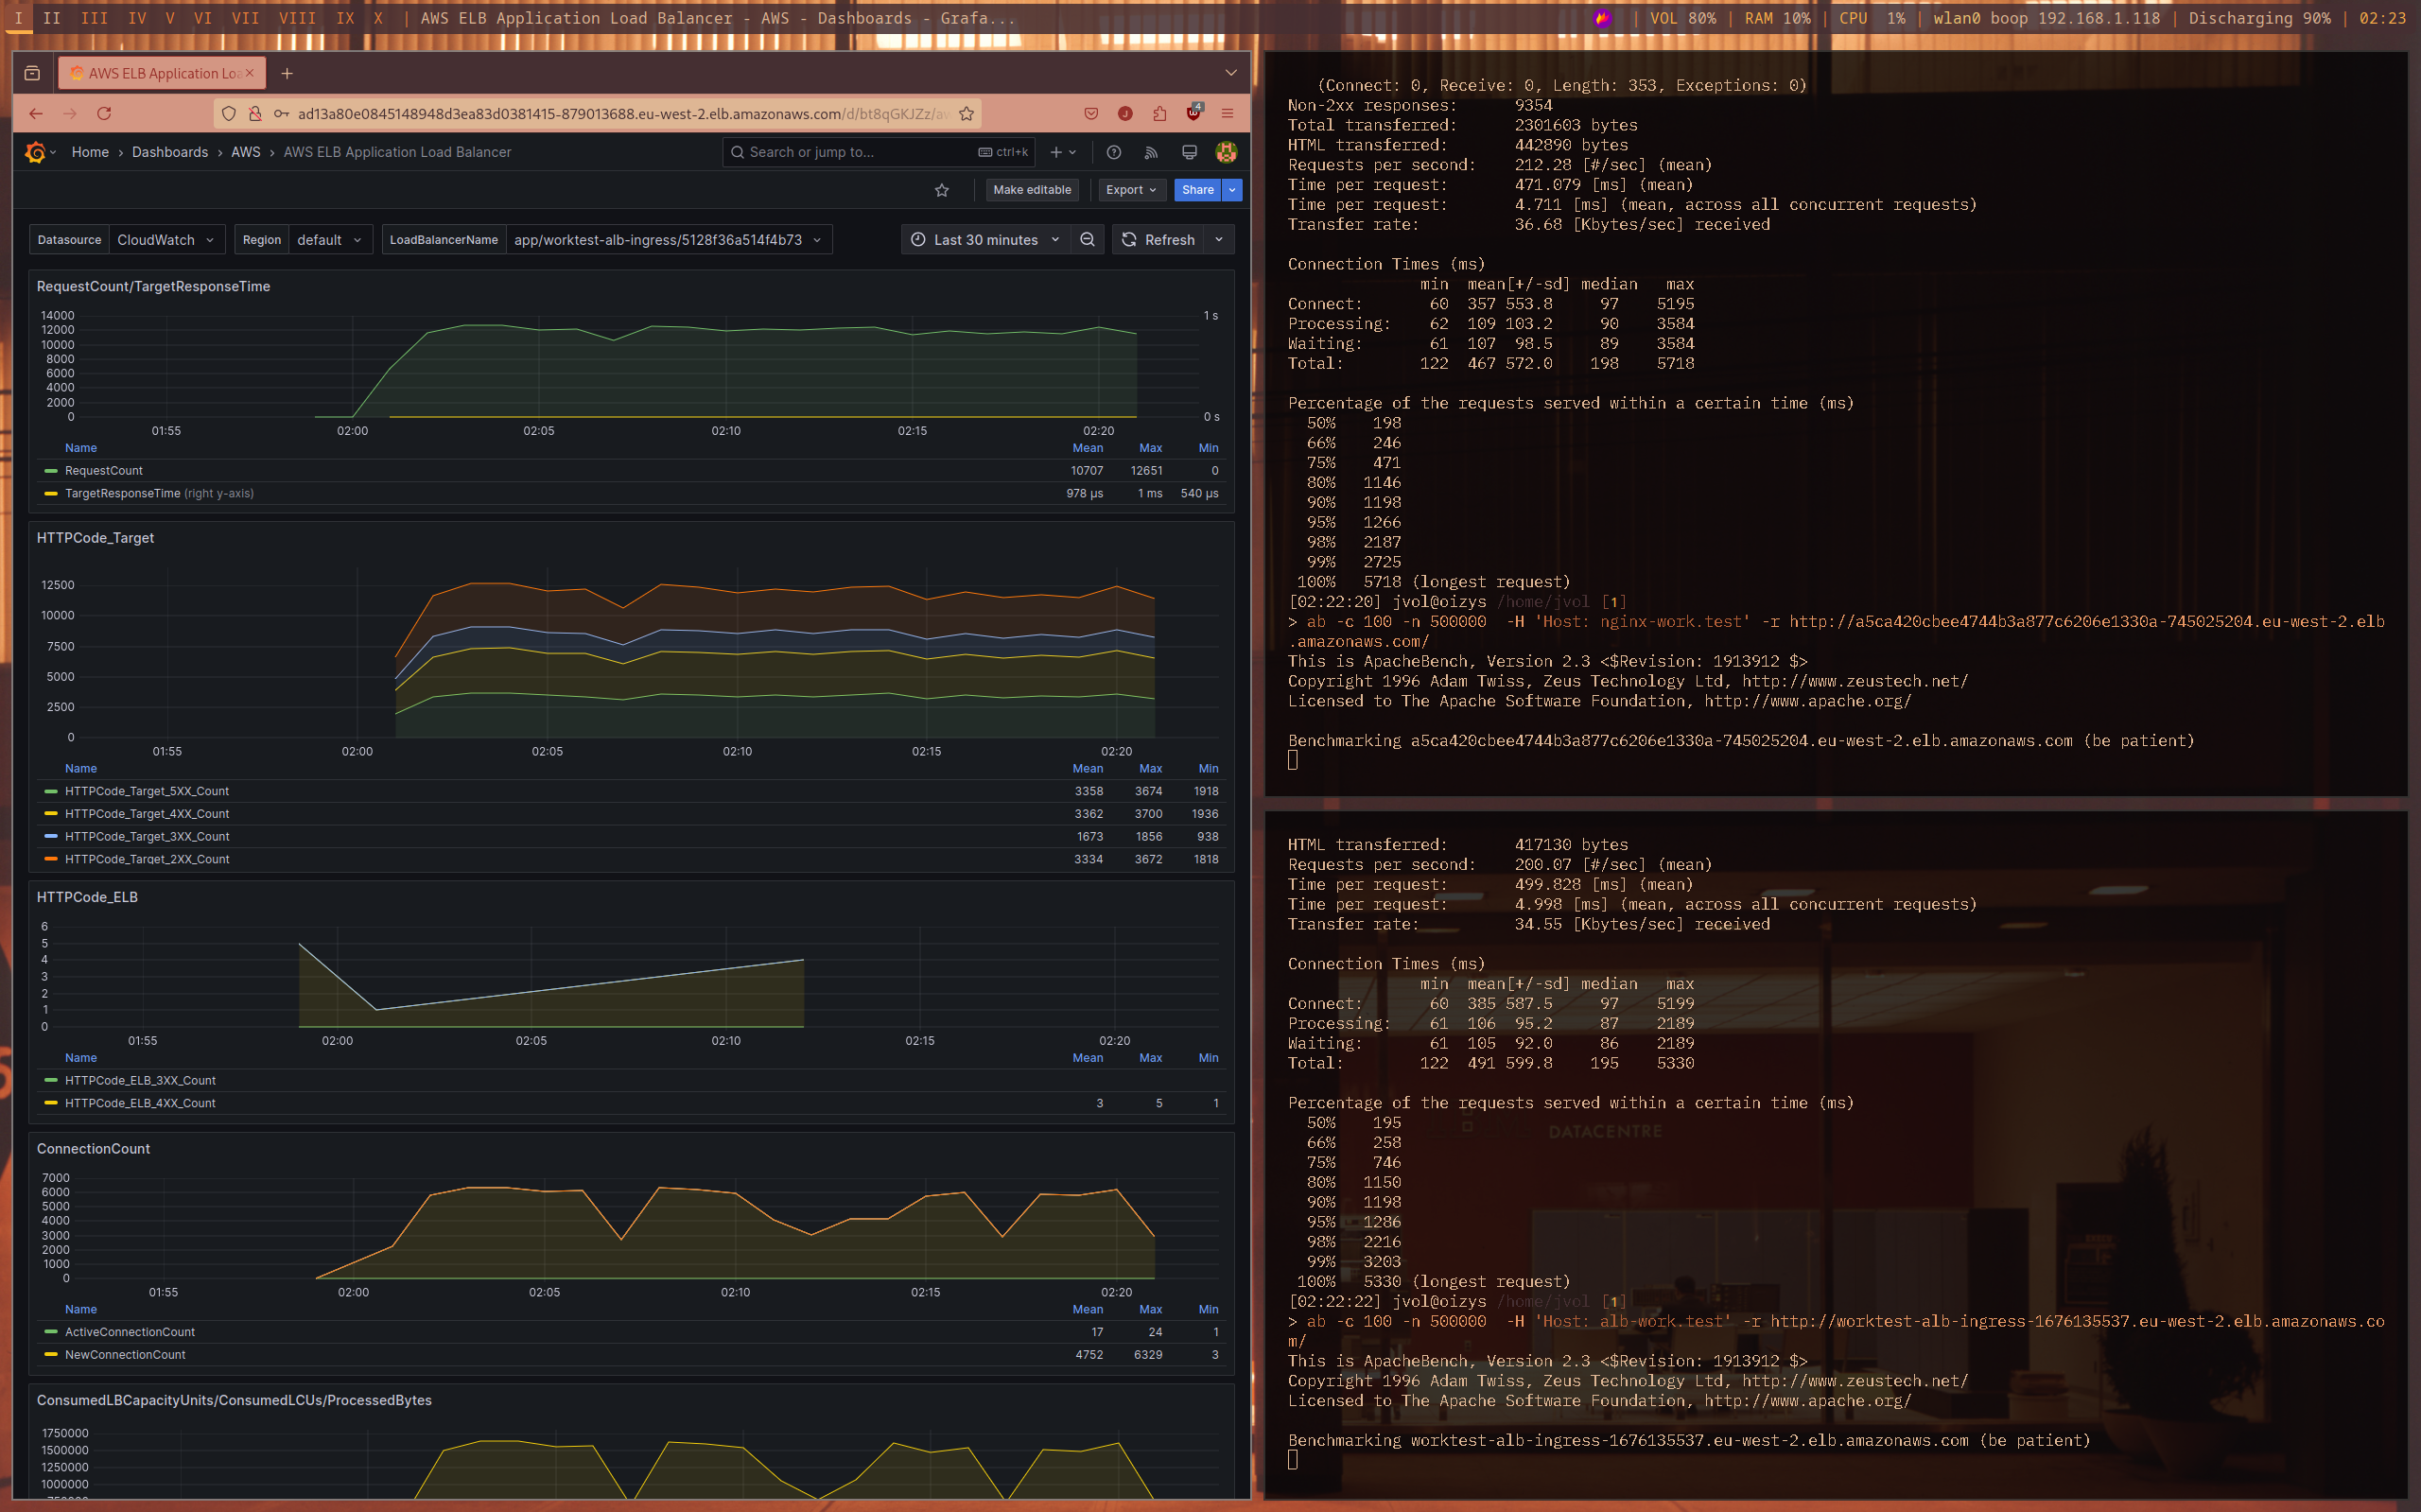 I II III IV V VI VII VIII IX X | AWS ELB Application Load Balancer - AWS - Dashboards - Grafa...
| VOL 80% | RAM 10% | CPU 1% | wlan0 boop 192.168.1.118 | Discharging 90% | 02:23
AWS ELB Application Loa
ad13a80e0845148948d3ea83d0381415-879013688.eu-west-2.elb.amazonaws.com/d/bt8qGKJZz/aw
4
Home › Dashboards › AWS › AWS ELB Application Load Balancer
Search or jump to... ctrl+k
Make editable Export Share
Datasource CloudWatch Region default LoadBalancerName app/worktest-alb-ingress/5128f36a514f4b73 Last 30 minutes Refresh
RequestCount/TargetResponseTime
14000 1 s
12000
10000
8000
6000
4000
2000
0 0 s
01:55 02:00 02:05 02:10 02:15 02:20
Name Mean Max Min
RequestCount 10707 12651 0
TargetResponseTime (right y-axis) 978 µs 1 ms 540 µs
HTTPCode_Target
12500
10000
7500
5000
2500
0
01:55 02:00 02:05 02:10 02:15 02:20
Name Mean Max Min
HTTPCode_Target_5XX_Count 3358 3674 1918
HTTPCode_Target_4XX_Count 3362 3700 1936
HTTPCode_Target_3XX_Count 1673 1856 938
HTTPCode_Target_2XX_Count 3334 3672 1818
HTTPCode_ELB
6
5
4
3
2
1
0
01:55 02:00 02:05 02:10 02:15 02:20
Name Mean Max Min
HTTPCode_ELB_3XX_Count
HTTPCode_ELB_4XX_Count 3 5 1
ConnectionCount
7000
6000
5000
4000
3000
2000
1000
0
01:55 02:00 02:05 02:10 02:15 02:20
Name Mean Max Min
ActiveConnectionCount 17 24 1
NewConnectionCount 4752 6329 3
ConsumedLBCapacityUnits/ConsumedLCUs/ProcessedBytes
1750000
1500000
1250000
1000000
(Connect: 0, Receive: 0, Length: 353, Exceptions: 0)
Non-2xx responses: 9354
Total transferred: 2301603 bytes
HTML transferred: 442890 bytes
Requests per second: 212.28 [#/sec] (mean)
Time per request: 471.079 [ms] (mean)
Time per request: 4.711 [ms] (mean, across all concurrent requests)
Transfer rate: 36.68 [Kbytes/sec] received
Connection Times (ms)
min mean[+/-sd] median max
Connect: 60 357 553.8 97 5195
Processing: 62 109 103.2 90 3584
Waiting: 61 107 98.5 89 3584
Total: 122 467 572.0 198 5718
Percentage of the requests served within a certain time (ms)
50% 198
66% 246
75% 471
80% 1146
90% 1198
95% 1266
98% 2187
99% 2725
100% 5718 (longest request)
[02:22:20] jvol@oizys /home/jvol [1]
> ab -c 100 -n 500000 -H 'Host: nginx-work.test' -r http://a5ca420cbee4744b3a877c6206e1330a-745025204.eu-west-2.elb
.amazonaws.com/
This is ApacheBench, Version 2.3 <$Revision: 1913912 $>
Copyright 1996 Adam Twiss, Zeus Technology Ltd, http://www.zeustech.net/
Licensed to The Apache Software Foundation, http://www.apache.org/
Benchmarking a5ca420cbee4744b3a877c6206e1330a-745025204.eu-west-2.elb.amazonaws.com (be patient)
HTML transferred: 417130 bytes
Requests per second: 200.07 [#/sec] (mean)
Time per request: 499.828 [ms] (mean)
Time per request: 4.998 [ms] (mean, across all concurrent requests)
Transfer rate: 34.55 [Kbytes/sec] received
Connection Times (ms)
min mean[+/-sd] median max
Connect: 60 385 587.5 97 5199
Processing: 61 106 95.2 87 2189
Waiting: 61 105 92.0 86 2189
Total: 122 491 599.8 195 5330
Percentage of the requests served within a certain time (ms)
50% 195
66% 258
75% 746
80% 1150
90% 1198
95% 1286
98% 2216
99% 3203
100% 5330 (longest request)
DATACENTRE
[02:22:22] jvol@oizys /home/jvol [1]
> ab -c 100 -n 500000 -H 'Host: alb-work.test' -r http://worktest-alb-ingress-1676135537.eu-west-2.elb.amazonaws.co
m/
This is ApacheBench, Version 2.3 <$Revision: 1913912 $>
Copyright 1996 Adam Twiss, Zeus Technology Ltd, http://www.zeustech.net/
Licensed to The Apache Software Foundation, http://www.apache.org/
Benchmarking worktest-alb-ingress-1676135537.eu-west-2.elb.amazonaws.com (be patient)